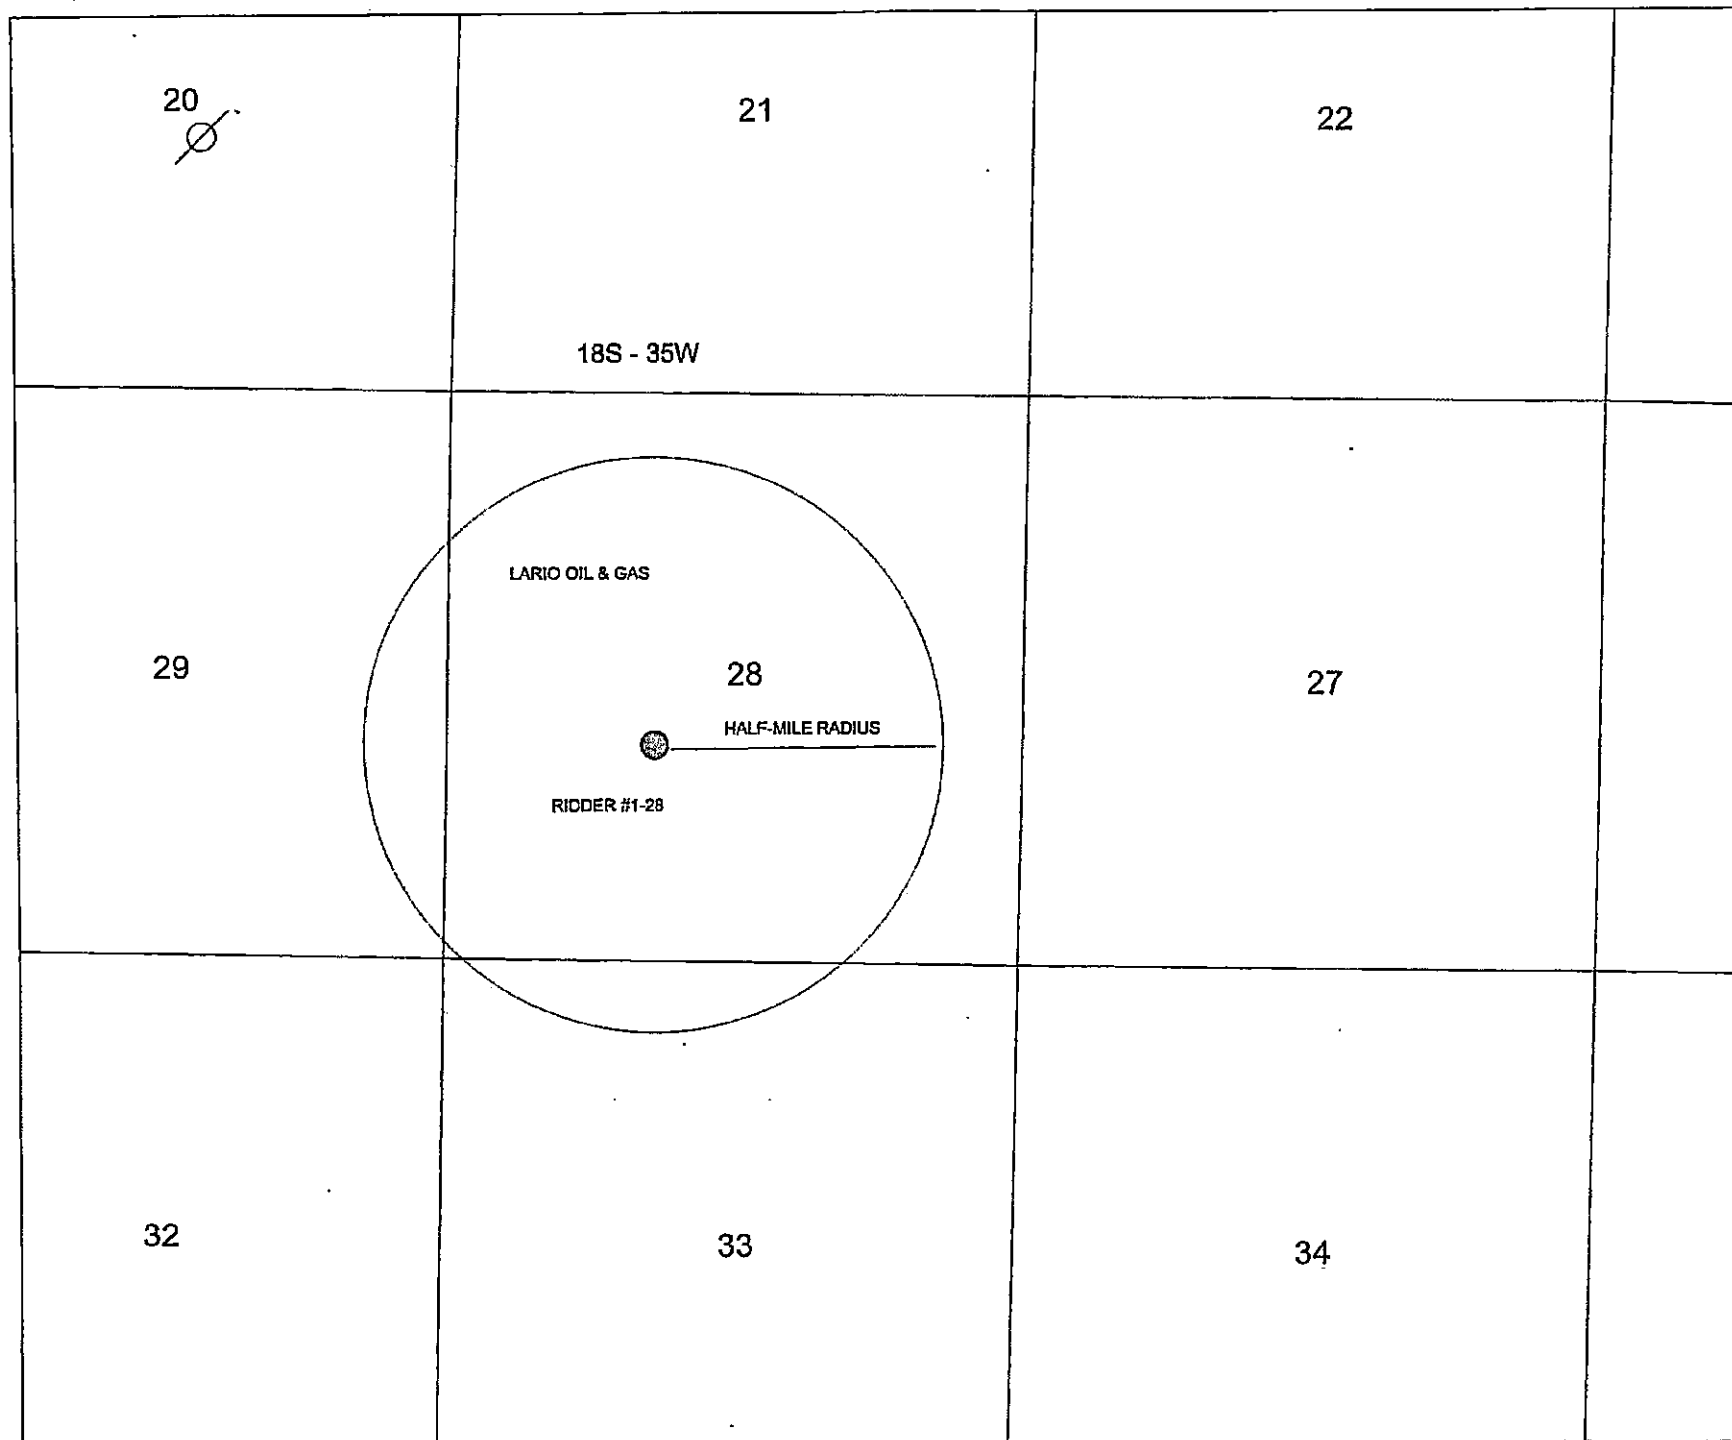 20
21
22
18S - 35W
LARIO OIL & GAS
29
28
27
HALF-MILE RADIUS
RIDDER #1-28
32
33
34